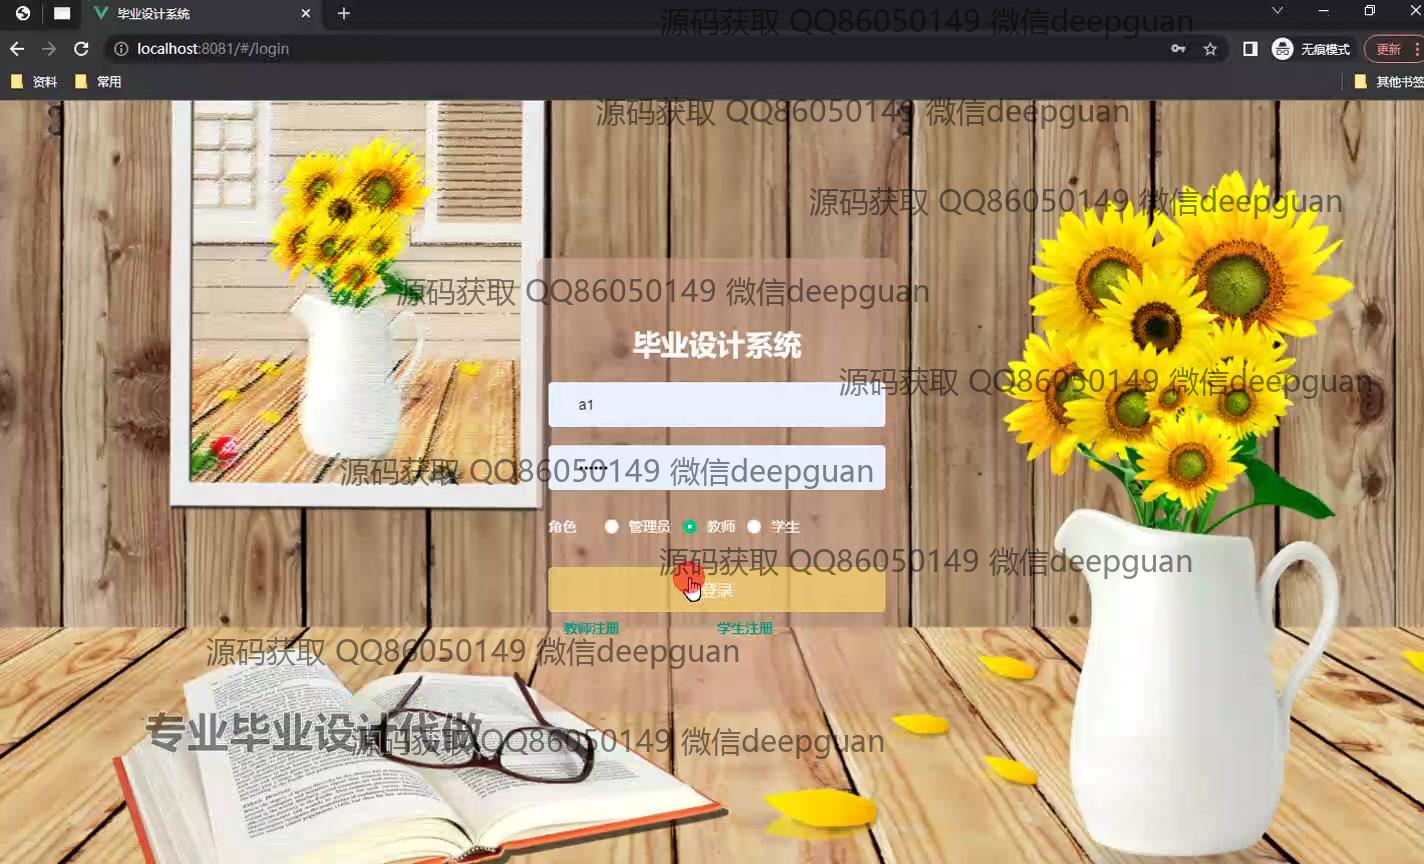 毕业设计系统
源码获取 QQ86050149 微信deepguan
localhost:8081/#/login
无痕模式
更新
资料
常用
其他书签
源码获取 QQ86050149 微信deepguan
源码获取 QQ86050149 微信deepguan
源码获取 QQ86050149 微信deepguan
毕业设计系统
源码获取 QQ86050149 微信deepguan
a1
源码获取 QQ86050149 微信deepguan
角色 管理员 教师 学生
源码获取 QQ86050149 微信deepguan
登录
教师注册 学生注册
源码获取 QQ86050149 微信deepguan
专业毕业设计代做
源码获取 QQ86050149 微信deepguan